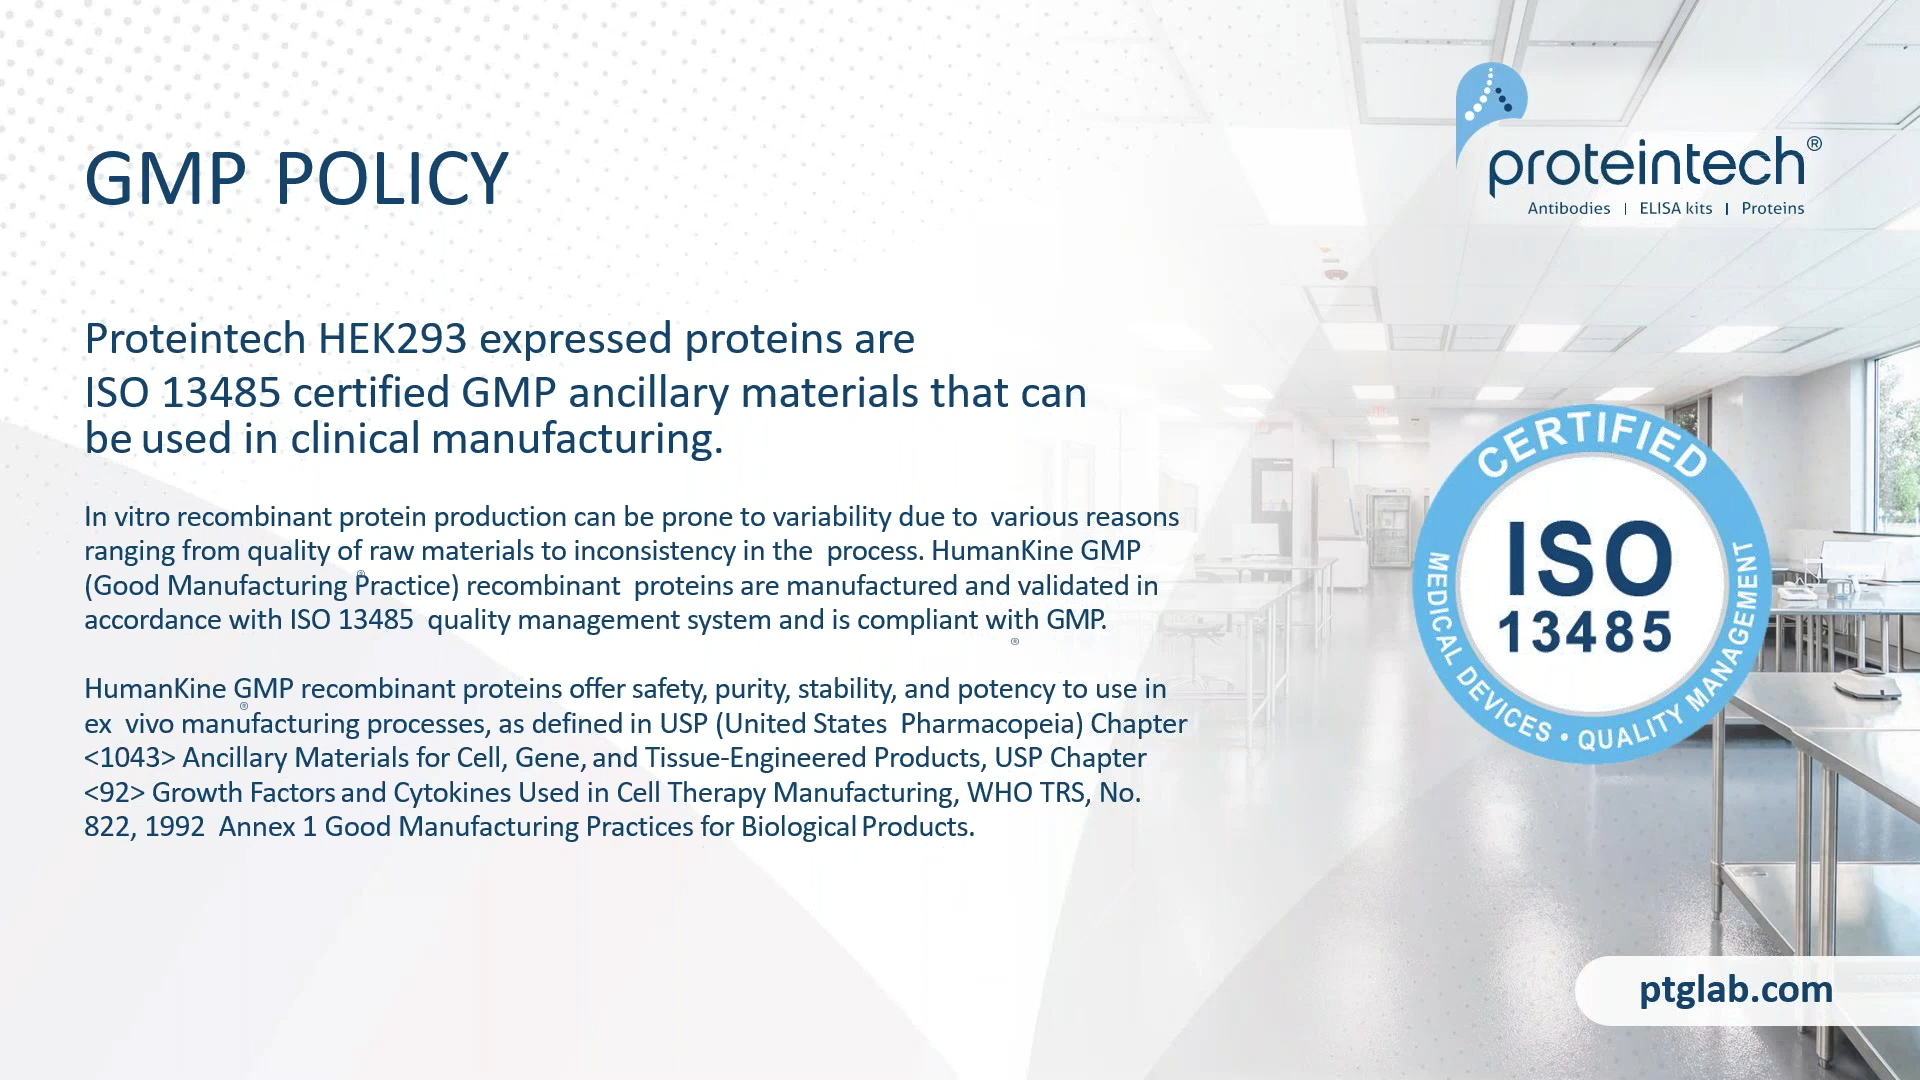 proteintech®
Antibodies | ELISA kits | Proteins
GMP POLICY
Proteintech HEK293 expressed proteins are
ISO 13485 certified GMP ancillary materials that can
be used in clinical manufacturing.
In vitro recombinant protein production can be prone to variability due to various reasons
ranging from quality of raw materials to inconsistency in the process. HumanKine GMP
(Good Manufacturing Practice) recombinant proteins are manufactured and validated in
®
accordance with ISO 13485 quality management system and is compliant with GMP.
®
HumanKine GMP recombinant proteins offer safety, purity, stability, and potency to use in
®
ex vivo manufacturing processes, as defined in USP (United States Pharmacopeia) Chapter
<1043> Ancillary Materials for Cell, Gene, and Tissue-Engineered Products, USP Chapter
<92> Growth Factors and Cytokines Used in Cell Therapy Manufacturing, WHO TRS, No.
822, 1992 Annex 1 Good Manufacturing Practices for Biological Products.
CERTIFIED
ISO
13485
MEDICAL DEVICES • QUALITY MANAGEMENT
ptglab.com